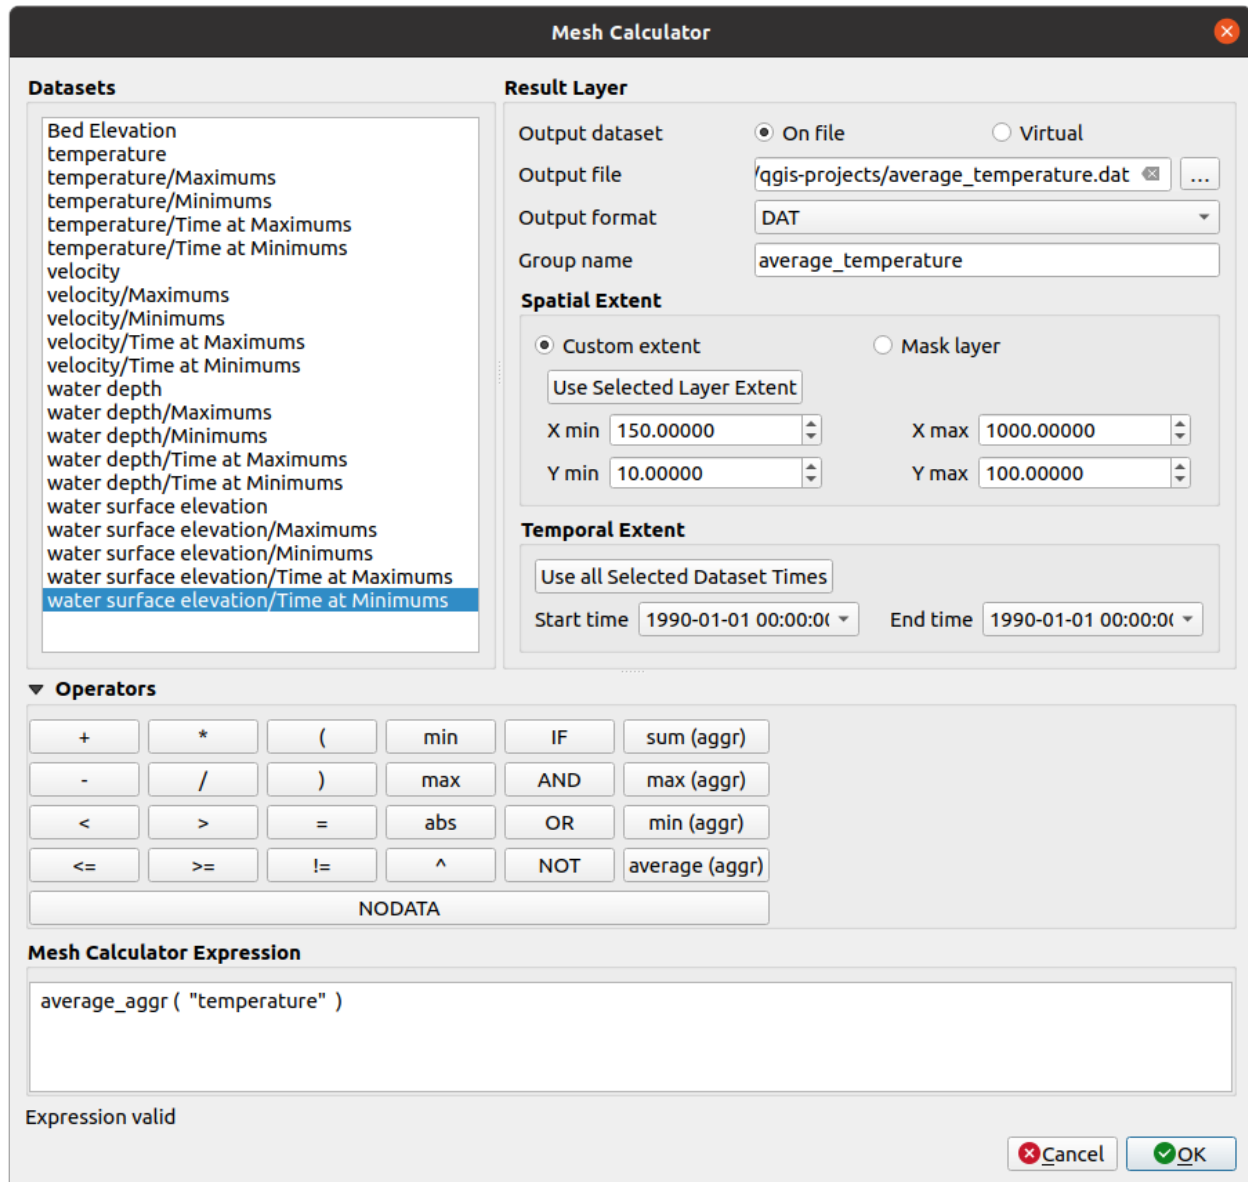 Mesh Calculator
Datasets
Bed Elevation
temperature
temperature/Maximums
temperature/Minimums
temperature/Time at Maximums
temperature/Time at Minimums
velocity
velocity/Maximums
velocity/Minimums
velocity/Time at Maximums
velocity/Time at Minimums
water depth
water depth/Maximums
water depth/Minimums
water depth/Time at Maximums
water depth/Time at Minimums
water surface elevation
water surface elevation/Maximums
water surface elevation/Minimums
water surface elevation/Time at Maximums
water surface elevation/Time at Minimums
Result Layer
Output dataset On file Virtual
Output file /qgis-projects/average_temperature.dat ...
Output format DAT
Group name average_temperature
Spatial Extent
Custom extent Mask layer
Use Selected Layer Extent
X min 150.00000 X max 1000.00000
Y min 10.00000 Y max 100.00000
Temporal Extent
Use all Selected Dataset Times
Start time 1990-01-01 00:00:0 End time 1990-01-01 00:00:0
Operators
+ * ( min IF sum (aggr)
- / ) max AND max (aggr)
< > = abs OR min (aggr)
<= >= != ^ NOT average (aggr)
NODATA
Mesh Calculator Expression
average_aggr ( "temperature" )
Expression valid
Cancel OK